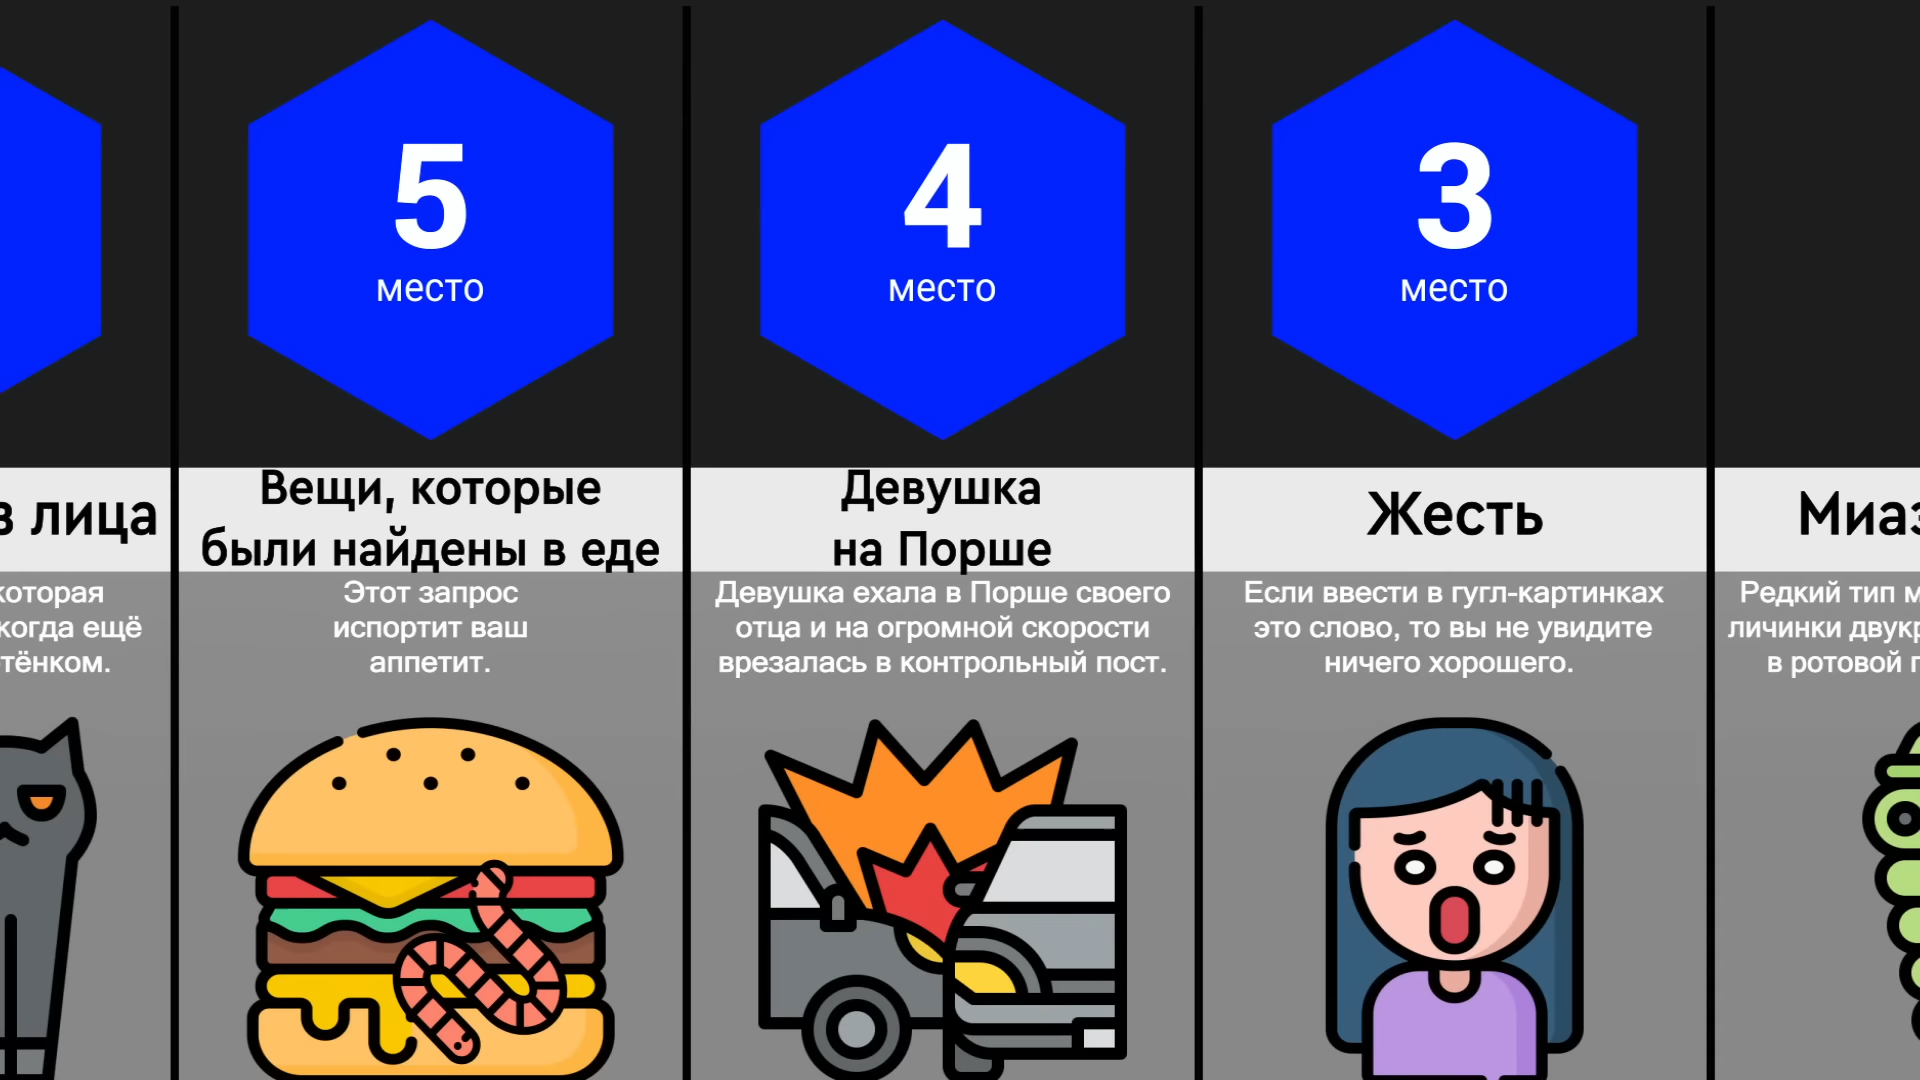 в лица
которая
когда ещё
тёнком.
5
место
Вещи, которые
были найдены в еде
Этот запрос
испортит ваш
аппетит.
4
место
Девушка
на Порше
Девушка ехала в Порше своего
отца и на огромной скорости
врезалась в контрольный пост.
3
место
Жесть
Если ввести в гугл-картинках
это слово, то вы не увидите
ничего хорошего.
Миаз
Редкий тип м
личинки двукр
в ротовой п